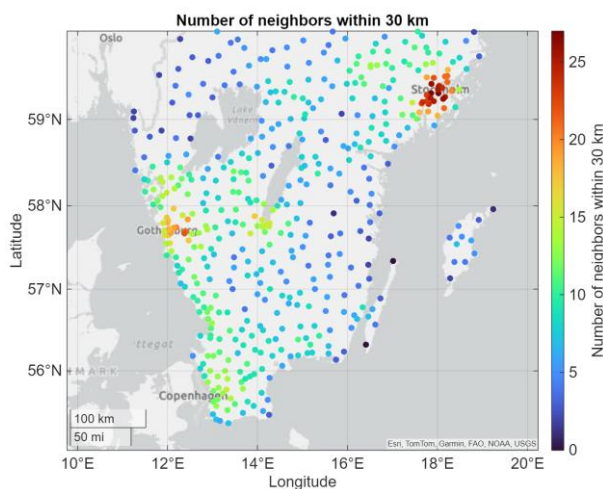 Number of neighbors within 30 km
Oslo
Stockholm
Lake
Gothenburg
ttegat
MARK
Copenhagen
100 km
50 mi
Esri, TomTom, Garmin, FAO, NOAA, USGS
59°N
58°N
57°N
56°N
Latitude
10°E
12°E
14°E
16°E
18°E
20°E
Longitude
25
20
15
10
5
0
Number of neighbors within 30 km